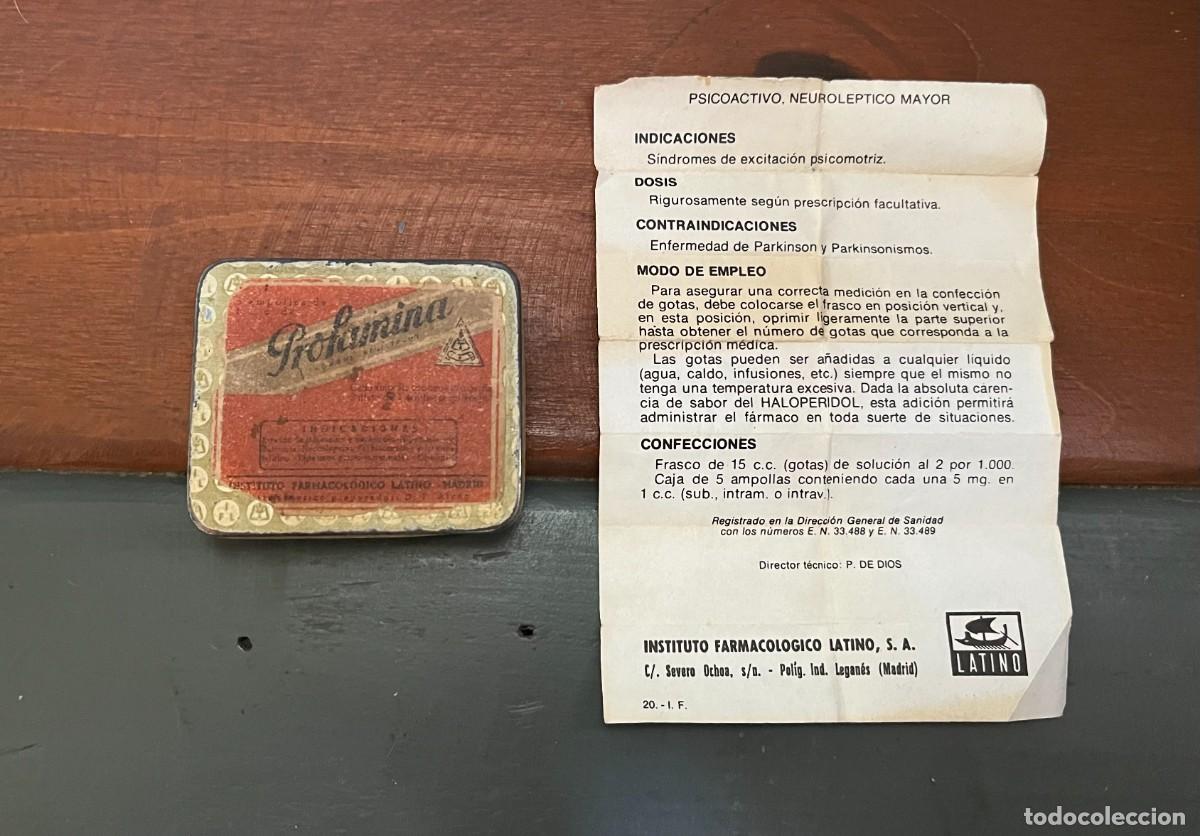 ampollas de
Profamina
INDICACIONES
INSTITUTO FARMACOLOGICO LATINO - MADRID
PSICOACTIVO, NEUROLEPTICO MAYOR
INDICACIONES
Síndromes de excitación psicomotriz.
DOSIS
Rigurosamente según prescripción facultativa.
CONTRAINDICACIONES
Enfermedad de Parkinson y Parkinsonismos.
MODO DE EMPLEO
Para asegurar una correcta medición en la confección
de gotas, debe colocarse el frasco en posición vertical y,
en esta posición, oprimir ligeramente la parte superior
hasta obtener el número de gotas que corresponda a la
prescripción médica.
Las gotas pueden ser añadidas a cualquier líquido
(agua, caldo, infusiones, etc.) siempre que el mismo no
tenga una temperatura excesiva. Dada la absoluta caren-
cia de sabor del HALOPERIDOL, esta adición permitirá
administrar el fármaco en toda suerte de situaciones.
CONFECCIONES
Frasco de 15 c.c. (gotas) de solución al 2 por 1.000.
Caja de 5 ampollas conteniendo cada una 5 mg. en
1 c.c. (sub., intram. o intrav.).
Registrado en la Dirección General de Sanidad
con los números E. N. 33.488 y E. N. 33.489
Director técnico: P. DE DIOS
INSTITUTO FARMACOLOGICO LATINO, S. A.
C/. Severo Ochoa, s/n. - Políg. Ind. Leganés (Madrid)
LATINO
20. - I. F.
todocoleccion